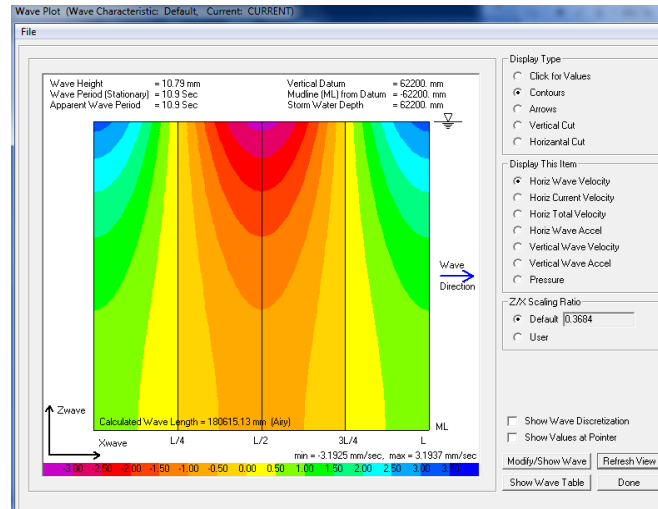 Wave Plot (Wave Characteristic: Default, Current: CURRENT)
File
Wave Height = 10.79 mm
Wave Period (Stationary) = 10.9 Sec
Apparent Wave Period = 10.9 Sec
Vertical Datum = 62200. mm
Mudline (ML) from Datum = -62200. mm
Storm Water Depth = 62200. mm
Wave
Direction
Zwave
Calculated Wave Length = 180615.13 mm (Airy)
ML
Xwave L/4 L/2 3L/4 L
min = -3.1925 mm/sec, max = 3.1937 mm/sec
-3.00 -2.50 -2.00 -1.50 -1.00 -0.50 0.00 0.50 1.00 1.50 2.00 2.50 3.00 3.50
Display Type
Click for Values
Contours
Arrows
Vertical Cut
Horizantal Cut
Display This Item
Horiz Wave Velocity
Horiz Current Velocity
Horiz Total Velocity
Horiz Wave Accel
Vertical Wave Velocity
Vertical Wave Accel
Pressure
Z/X Scaling Ratio
Default 0.3684
User
Show Wave Discretization
Show Values at Pointer
Modify/Show Wave Refresh View
Show Wave Table Done